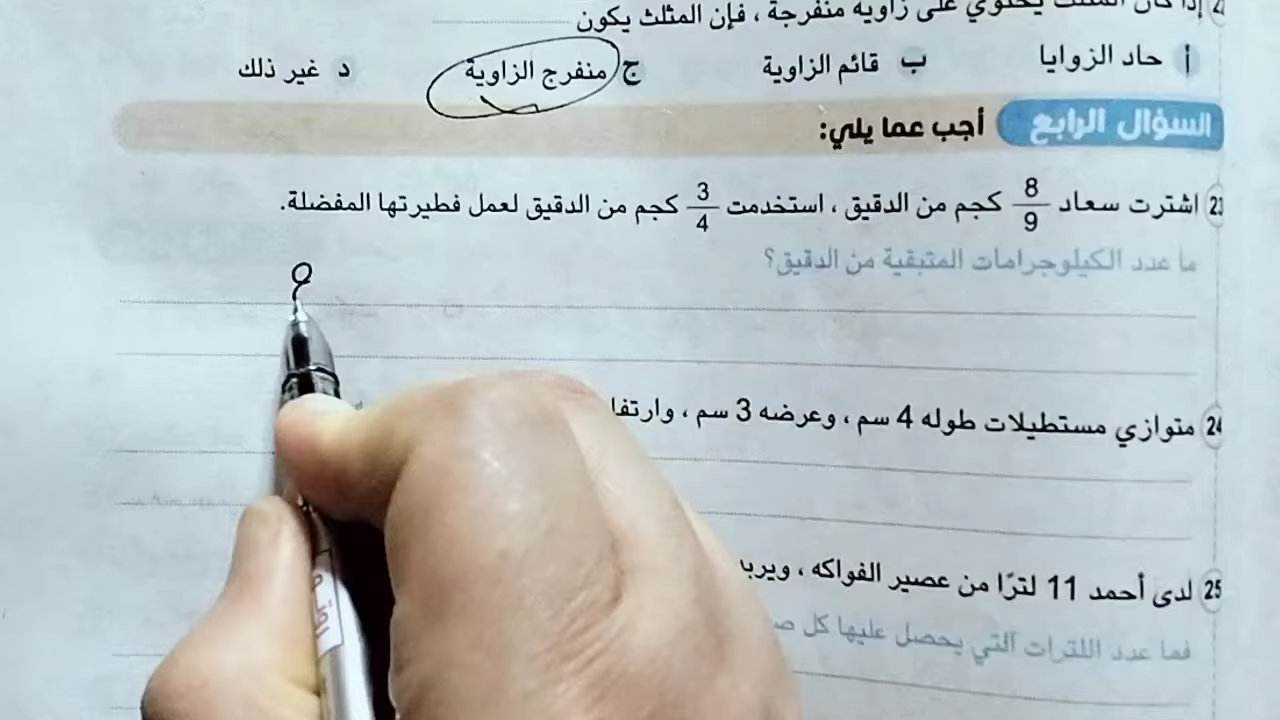 إذا كان المثلث يحتوي على زاوية منفرجة ، فإن المثلث يكون
أ حاد الزوايا ب قائم الزاوية ج منفرج الزاوية د غير ذلك
السؤال الرابع أجب عما يلي:
23 اشترت سعاد 8/9 كجم من الدقيق ، استخدمت 3/4 كجم من الدقيق لعمل فطيرتها المفضلة.
ما عدد الكيلوجرامات المتبقية من الدقيق؟
24 متوازي مستطيلات طوله 4 سم ، وعرضه 3 سم ،
25 لدى أحمد 11 لترًا من عصير الفواكه ،
فما عدد اللترات التي يحصل عليها كل